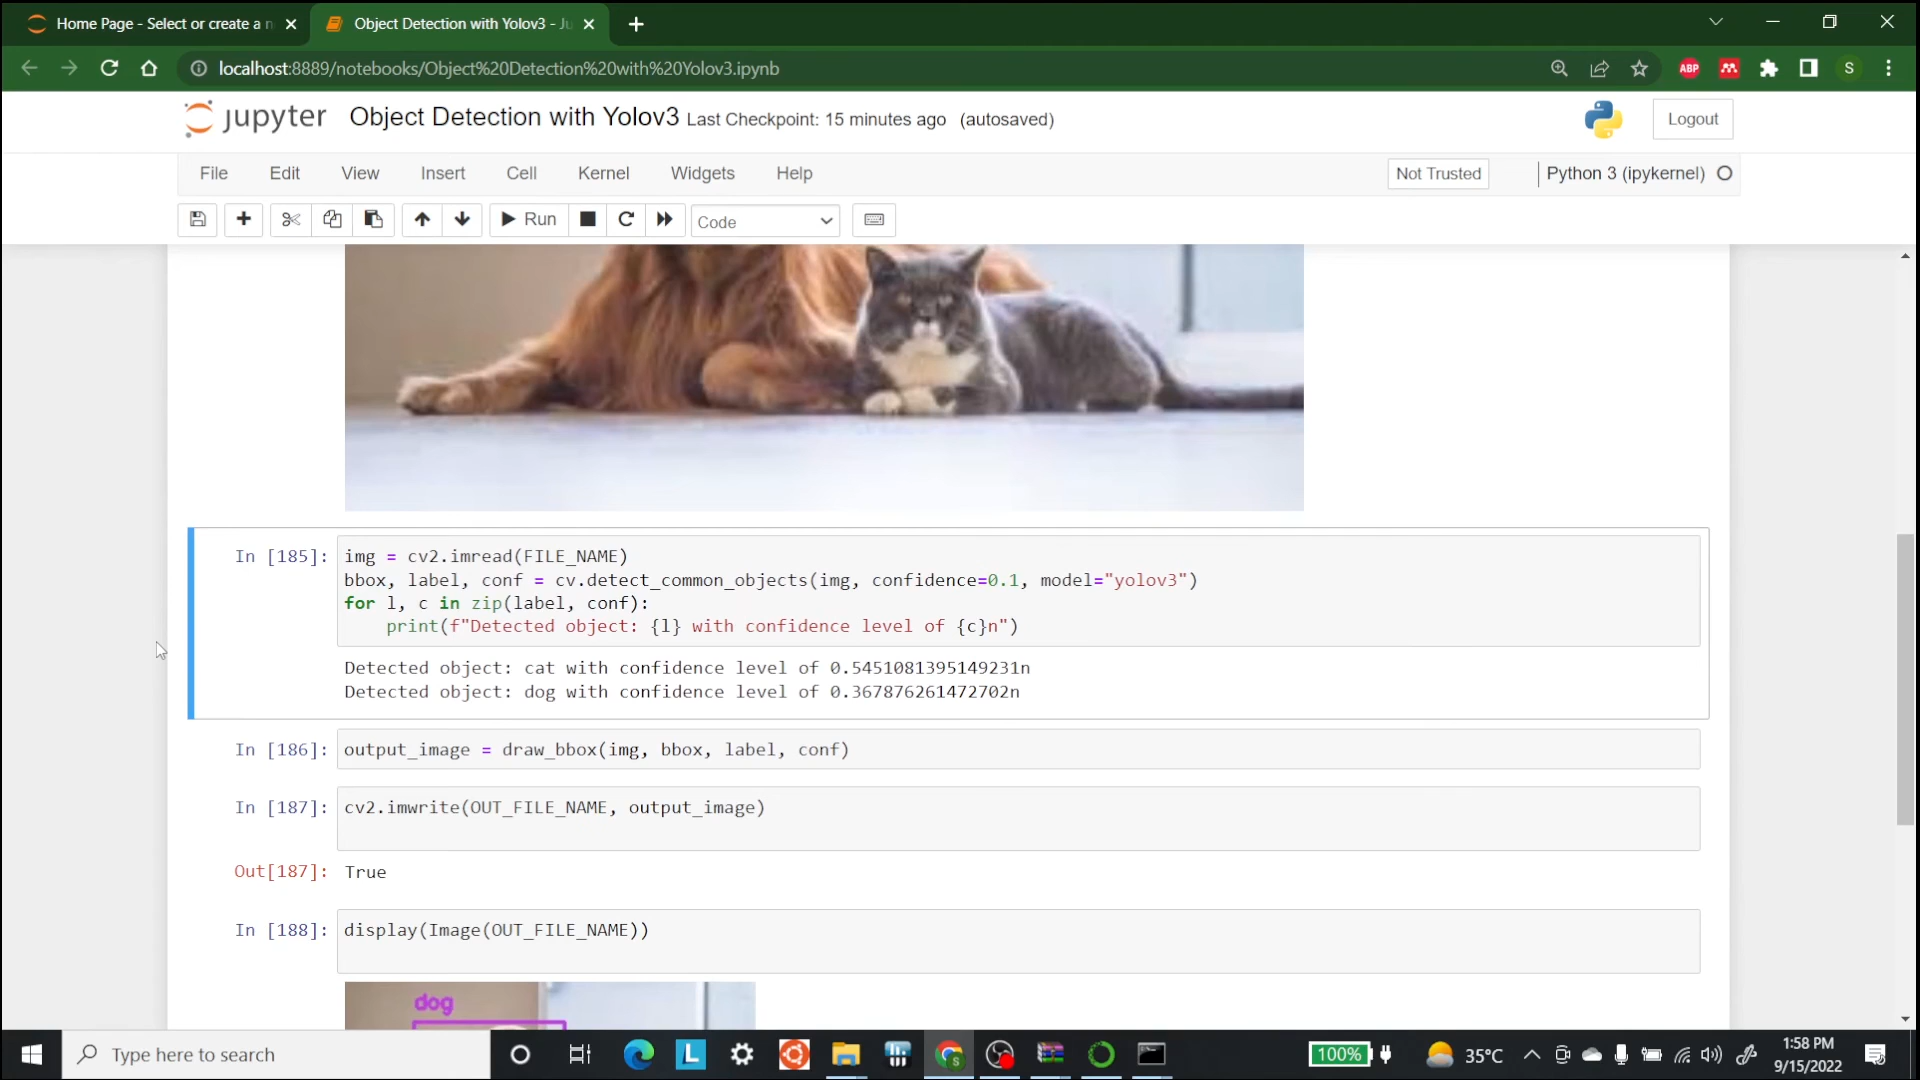 Home Page - Select or create a n
Object Detection with Yolov3 - Ju
localhost:8889/notebooks/Object%20Detection%20with%20Yolov3.ipynb
ABP
S
jupyter Object Detection with Yolov3 Last Checkpoint: 15 minutes ago (autosaved)
Logout
File Edit View Insert Cell Kernel Widgets Help
Not Trusted
Python 3 (ipykernel)
Run
Code
In [185]: img = cv2.imread(FILE_NAME)
bbox, label, conf = cv.detect_common_objects(img, confidence=0.1, model="yolov3")
for l, c in zip(label, conf):
print(f"Detected object: {l} with confidence level of {c}n")
Detected object: cat with confidence level of 0.5451081395149231n
Detected object: dog with confidence level of 0.367876261472702n
In [186]: output_image = draw_bbox(img, bbox, label, conf)
In [187]: cv2.imwrite(OUT_FILE_NAME, output_image)
Out[187]: True
In [188]: display(Image(OUT_FILE_NAME))
dog
Type here to search
L
100%
35°C
1:58 PM
9/15/2022